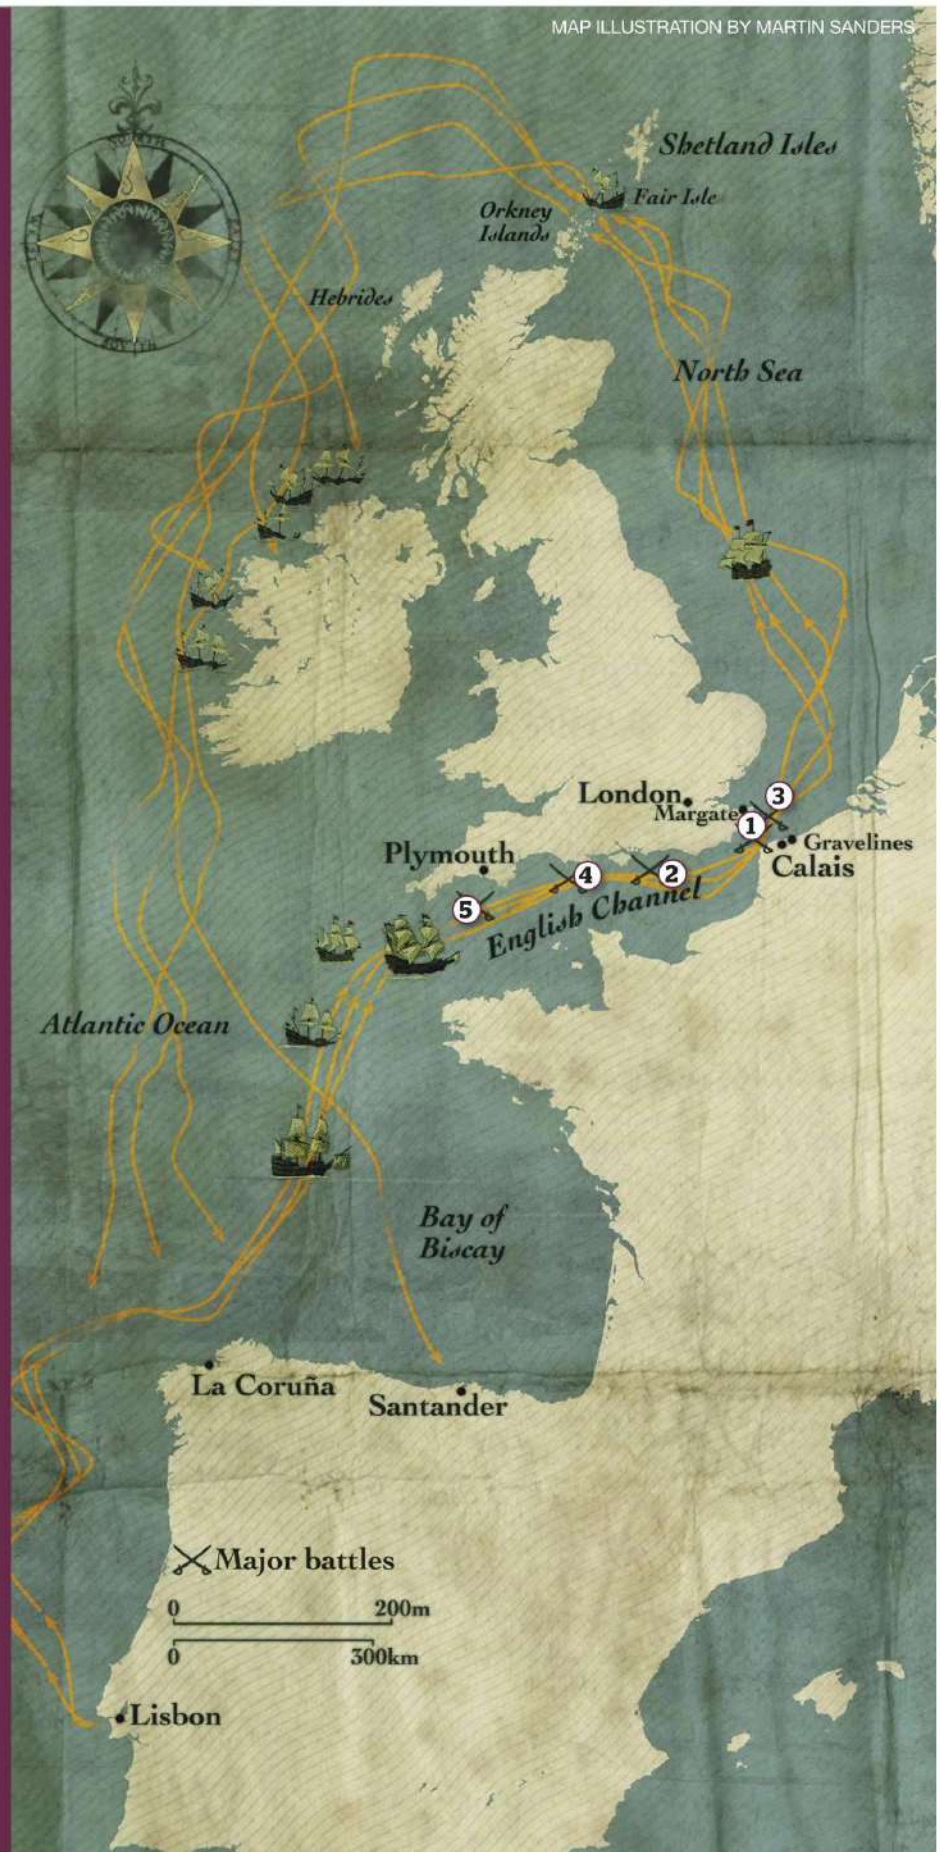 MAP ILLUSTRATION BY MARTIN SANDERS
NORTH
Shetland Isles
Fair Isle
Orkney
Islands
Hebrides
North Sea
London
Margate
3
1
Gravelines
Calais
Plymouth
4
2
5
English Channel
Atlantic Ocean
Bay of
Biscay
La Coruña
Santander
Major battles
0
200m
0
300km
Lisbon